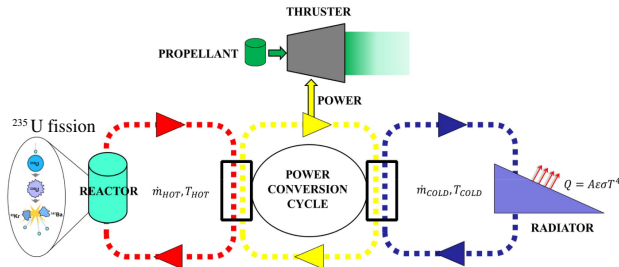 THRUSTER
PROPELLANT
POWER
²³⁵U fission
REACTOR
ṁHOT, THOT
POWER
CONVERSION
CYCLE
ṁCOLD, TCOLD
Q = AεσT⁴
RADIATOR